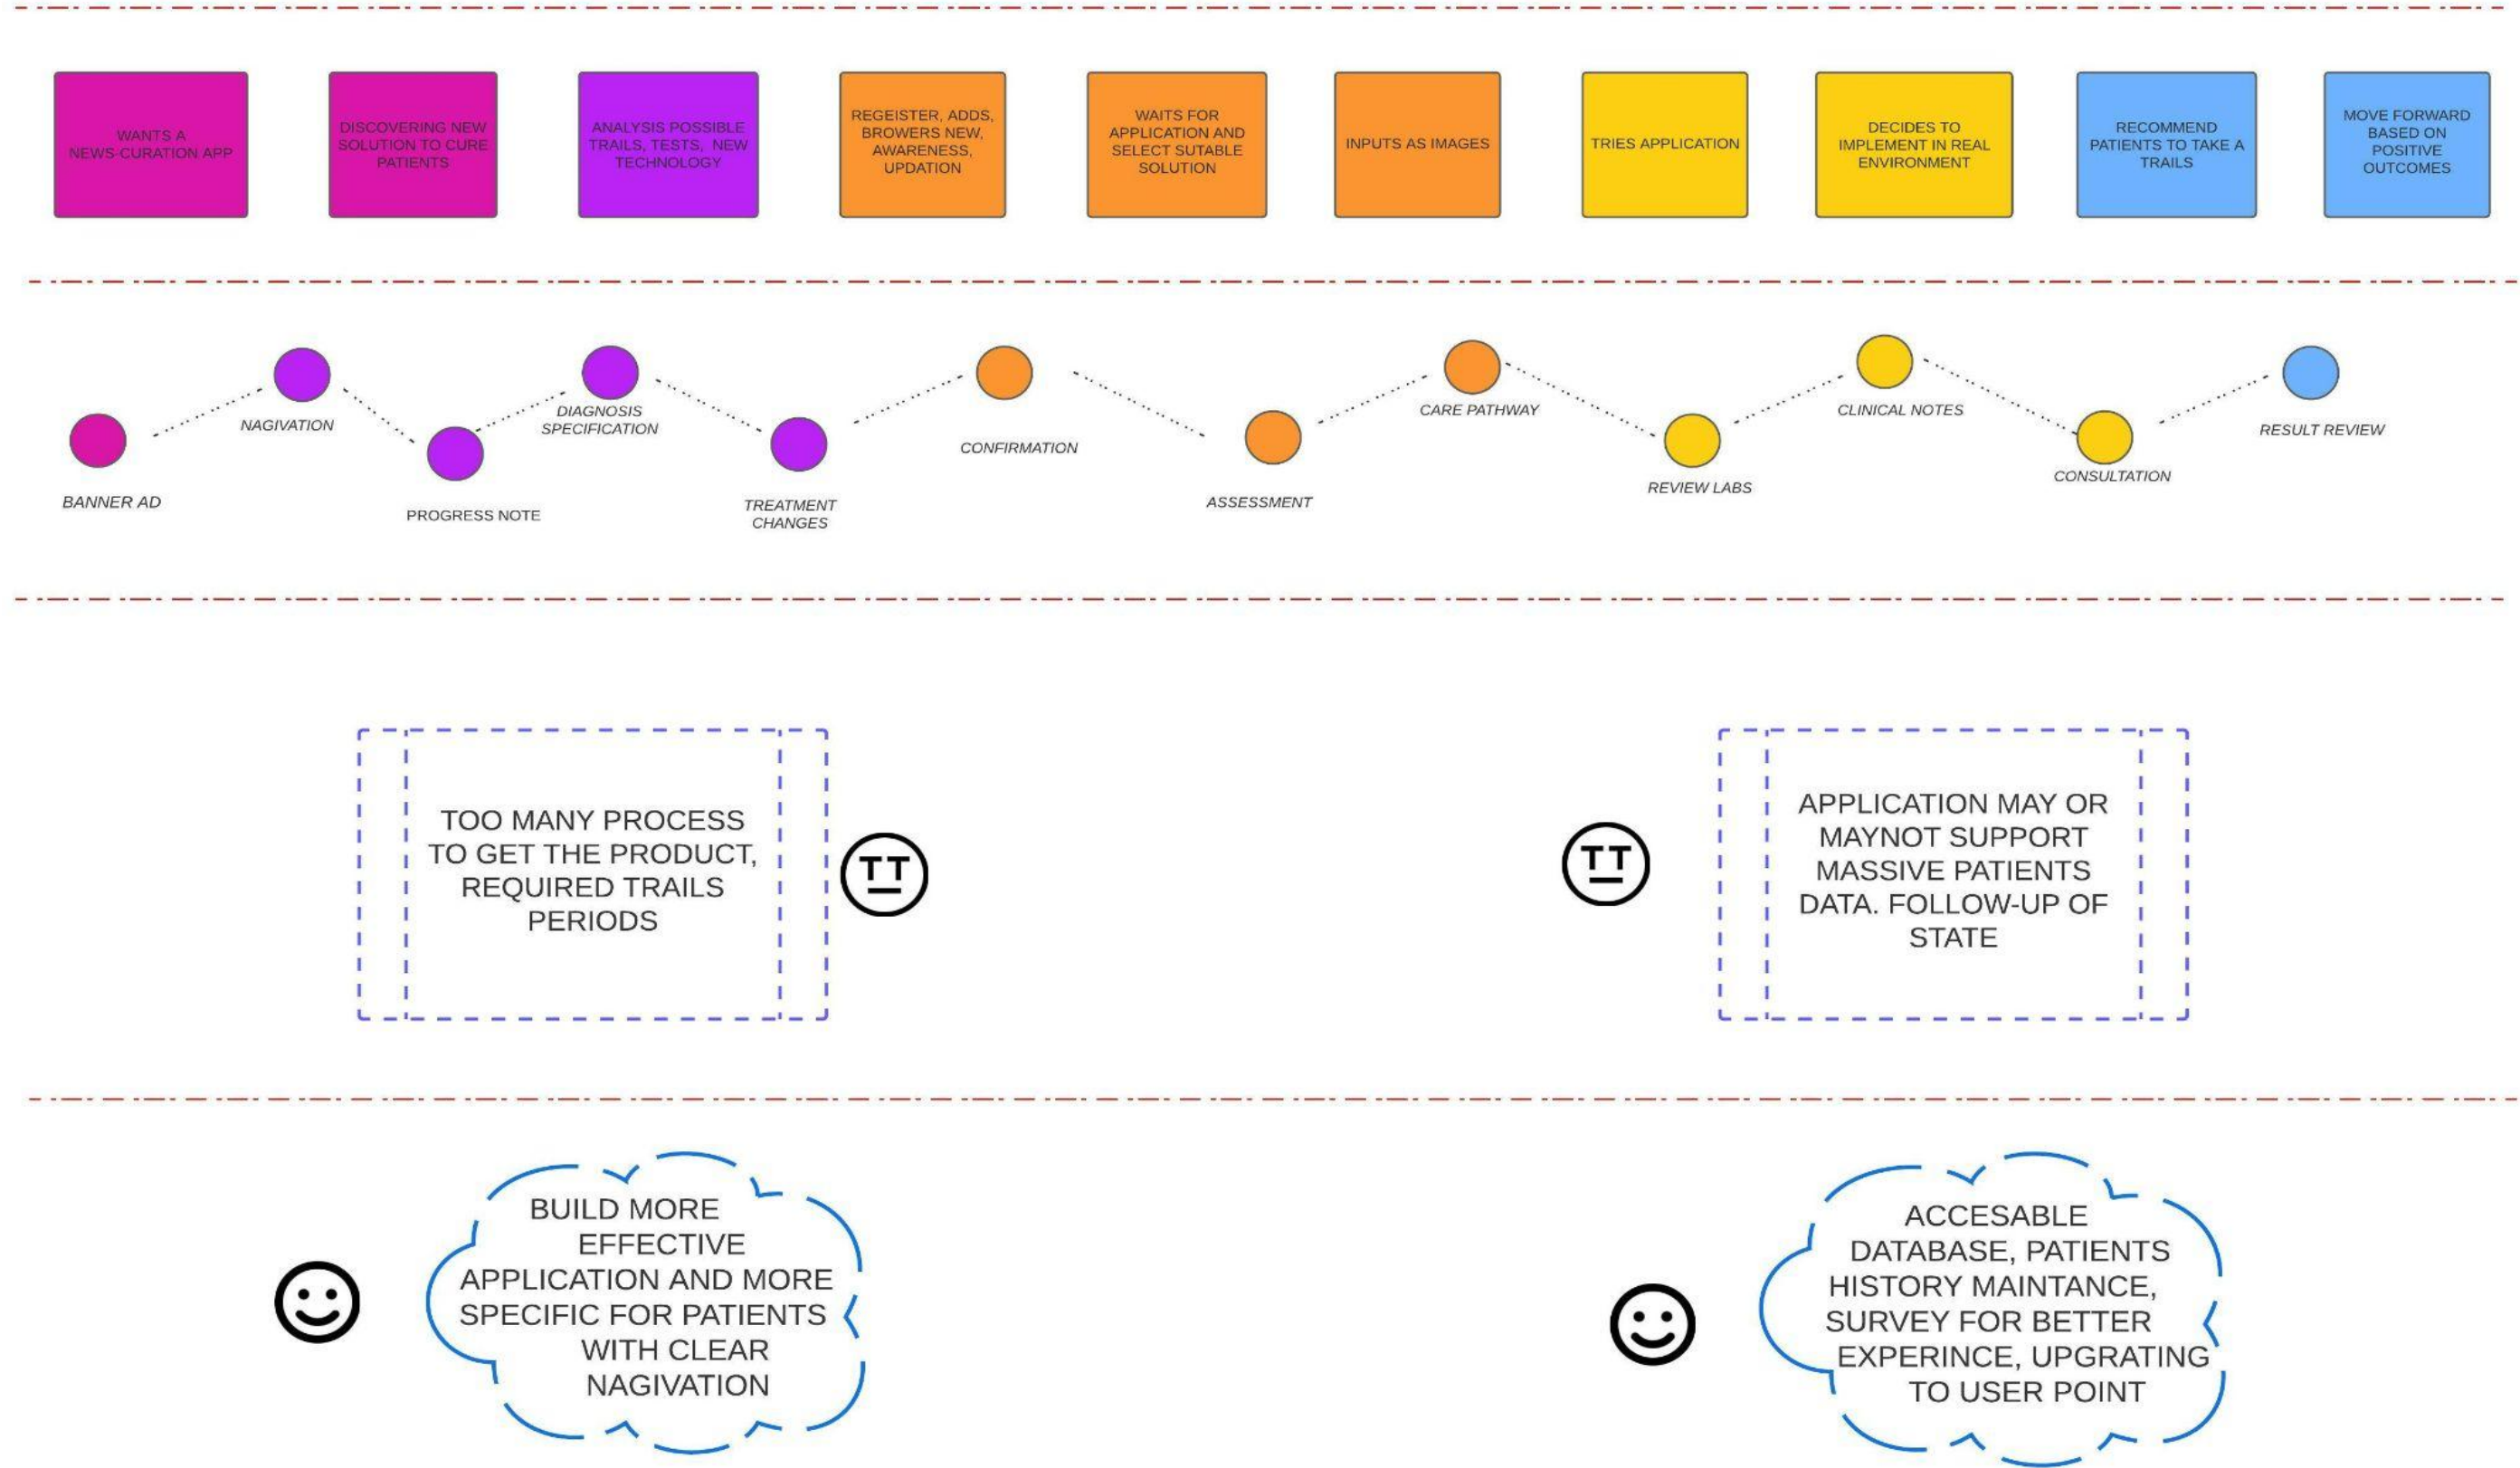 WANTS A
NEWS-CURATION APP
DISCOVERING NEW
SOLUTION TO CURE
PATIENTS
ANALYSIS POSSIBLE
TRAILS, TESTS, NEW
TECHNOLOGY
REGEISTER, ADDS,
BROWERS NEW,
AWARENESS,
UPDATION
WAITS FOR
APPLICATION AND
SELECT SUTABLE
SOLUTION
INPUTS AS IMAGES
TRIES APPLICATION
DECIDES TO
IMPLEMENT IN REAL
ENVIRONMENT
RECOMMEND
PATIENTS TO TAKE A
TRAILS
MOVE FORWARD
BASED ON
POSITIVE
OUTCOMES
BANNER AD
NAGIVATION
PROGRESS NOTE
DIAGNOSIS
SPECIFICATION
TREATMENT
CHANGES
CONFIRMATION
ASSESSMENT
CARE PATHWAY
REVIEW LABS
CLINICAL NOTES
CONSULTATION
RESULT REVIEW
TOO MANY PROCESS
TO GET THE PRODUCT,
REQUIRED TRAILS
PERIODS
APPLICATION MAY OR
MAYNOT SUPPORT
MASSIVE PATIENTS
DATA. FOLLOW-UP OF
STATE
BUILD MORE
EFFECTIVE
APPLICATION AND MORE
SPECIFIC FOR PATIENTS
WITH CLEAR
NAGIVATION
ACCESABLE
DATABASE, PATIENTS
HISTORY MAINTANCE,
SURVEY FOR BETTER
EXPERINCE, UPGRATING
TO USER POINT